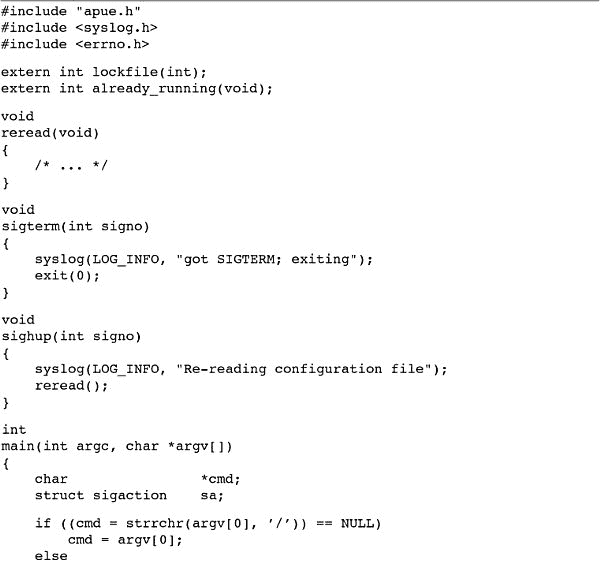 #include "apue.h"
#include <syslog.h>
#include <errno.h>
extern int lockfile(int);
extern int already_running(void);
void
reread(void)
{
    /* ... */
}
void
sigterm(int signo)
{
    syslog(LOG_INFO, "got SIGTERM; exiting");
    exit(0);
}
void
sighup(int signo)
{
    syslog(LOG_INFO, "Re-reading configuration file");
    reread();
}
int
main(int argc, char *argv[])
{
    char                *cmd;
    struct sigaction    sa;
    if ((cmd = strrchr(argv[0], '/')) == NULL)
        cmd = argv[0];
    else